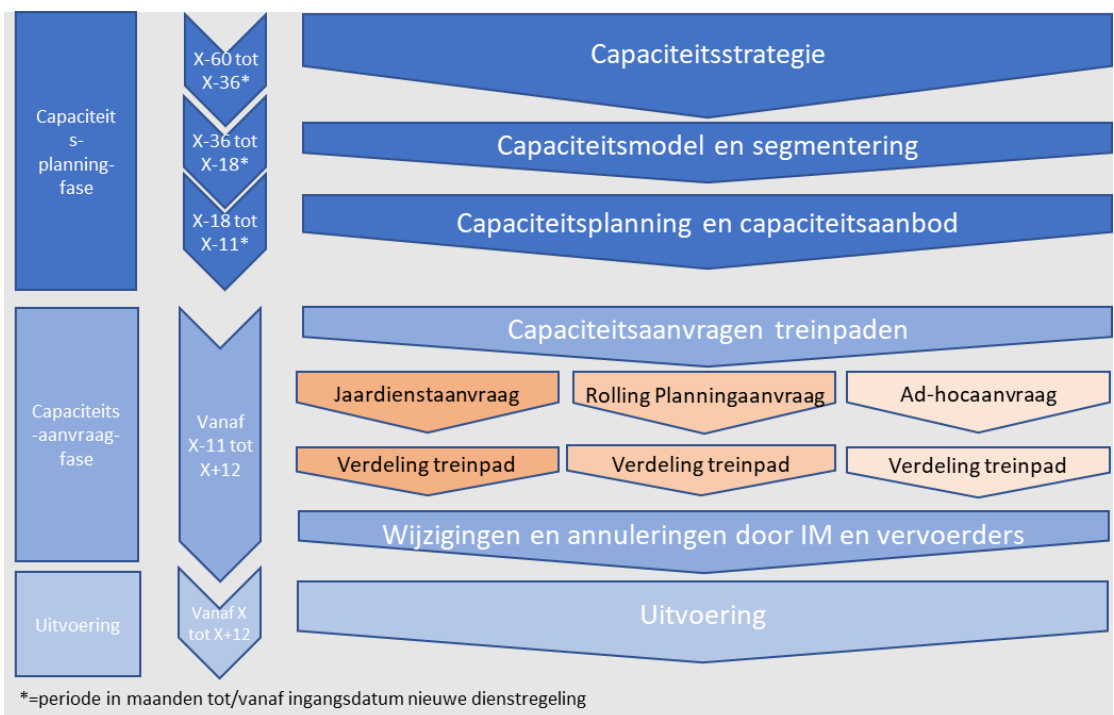 Capaciteit
s-
planning-
fase
X-60 tot
X-36*
Capaciteitsstrategie
X-36 tot
X-18*
Capaciteitsmodel en segmentering
X-18 tot
X-11*
Capaciteitsplanning en capaciteitsaanbod
Capaciteits
-aanvraag-
fase
Vanaf
X-11 tot
X+12
Capaciteitsaanvragen treinpaden
Jaardienstaanvraag
Rolling Planningaanvraag
Ad-hocaanvraag
Verdeling treinpad
Verdeling treinpad
Verdeling treinpad
Wijzigingen en annuleringen door IM en vervoerders
Uitvoering
Vanaf X
tot X+12
Uitvoering
*=periode in maanden tot/vanaf ingangsdatum nieuwe dienstregeling